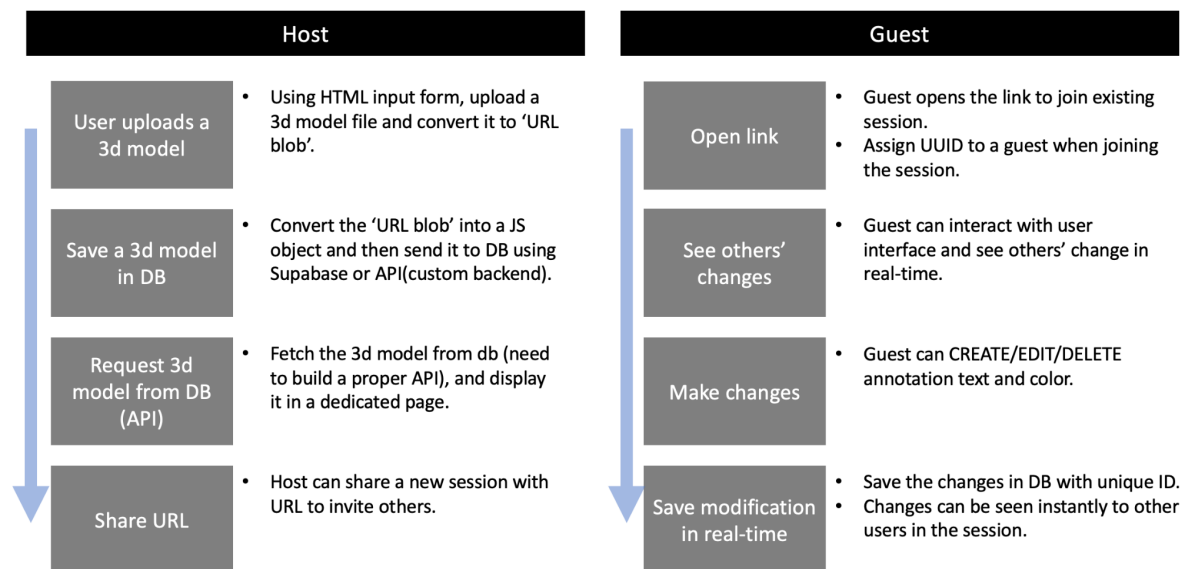 Host
User uploads a
3d model
• Using HTML input form, upload a
3d model file and convert it to ‘URL
blob’.
Save a 3d model
in DB
• Convert the ‘URL blob’ into a JS
object and then send it to DB using
Supabase or API(custom backend).
Request 3d
model from DB
(API)
• Fetch the 3d model from db (need
to build a proper API), and display
it in a dedicated page.
Share URL
• Host can share a new session with
URL to invite others.
Guest
Open link
• Guest opens the link to join existing
session.
• Assign UUID to a guest when joining
the session.
See others’
changes
• Guest can interact with user
interface and see others’ change in
real-time.
Make changes
• Guest can CREATE/EDIT/DELETE
annotation text and color.
Save modification
in real-time
• Save the changes in DB with unique ID.
• Changes can be seen instantly to other
users in the session.